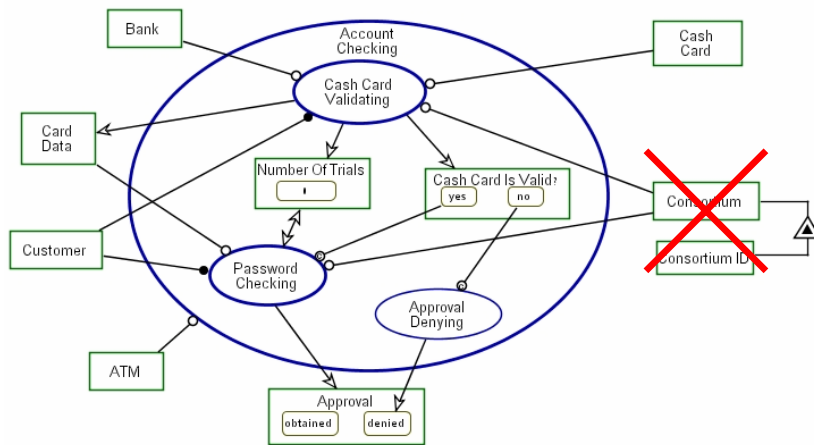 Bank
Account
Checking
Cash
Card
Cash Card
Validating
Card
Data
Number Of Trials
Cash Card Is Valid?
yes
no
Consortium
Customer
Password
Checking
Consortium ID
Approval
Denying
ATM
Approval
obtained
denied